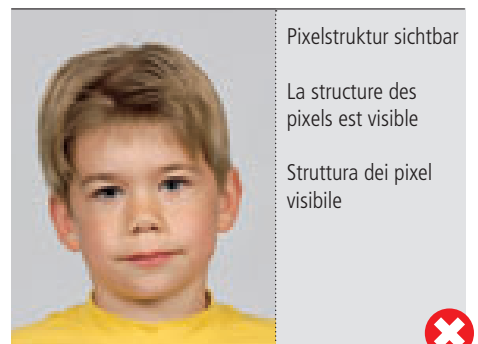 Pixelstruktur sichtbar
La structure des
pixels est visible
Struttura dei pixel
visibile